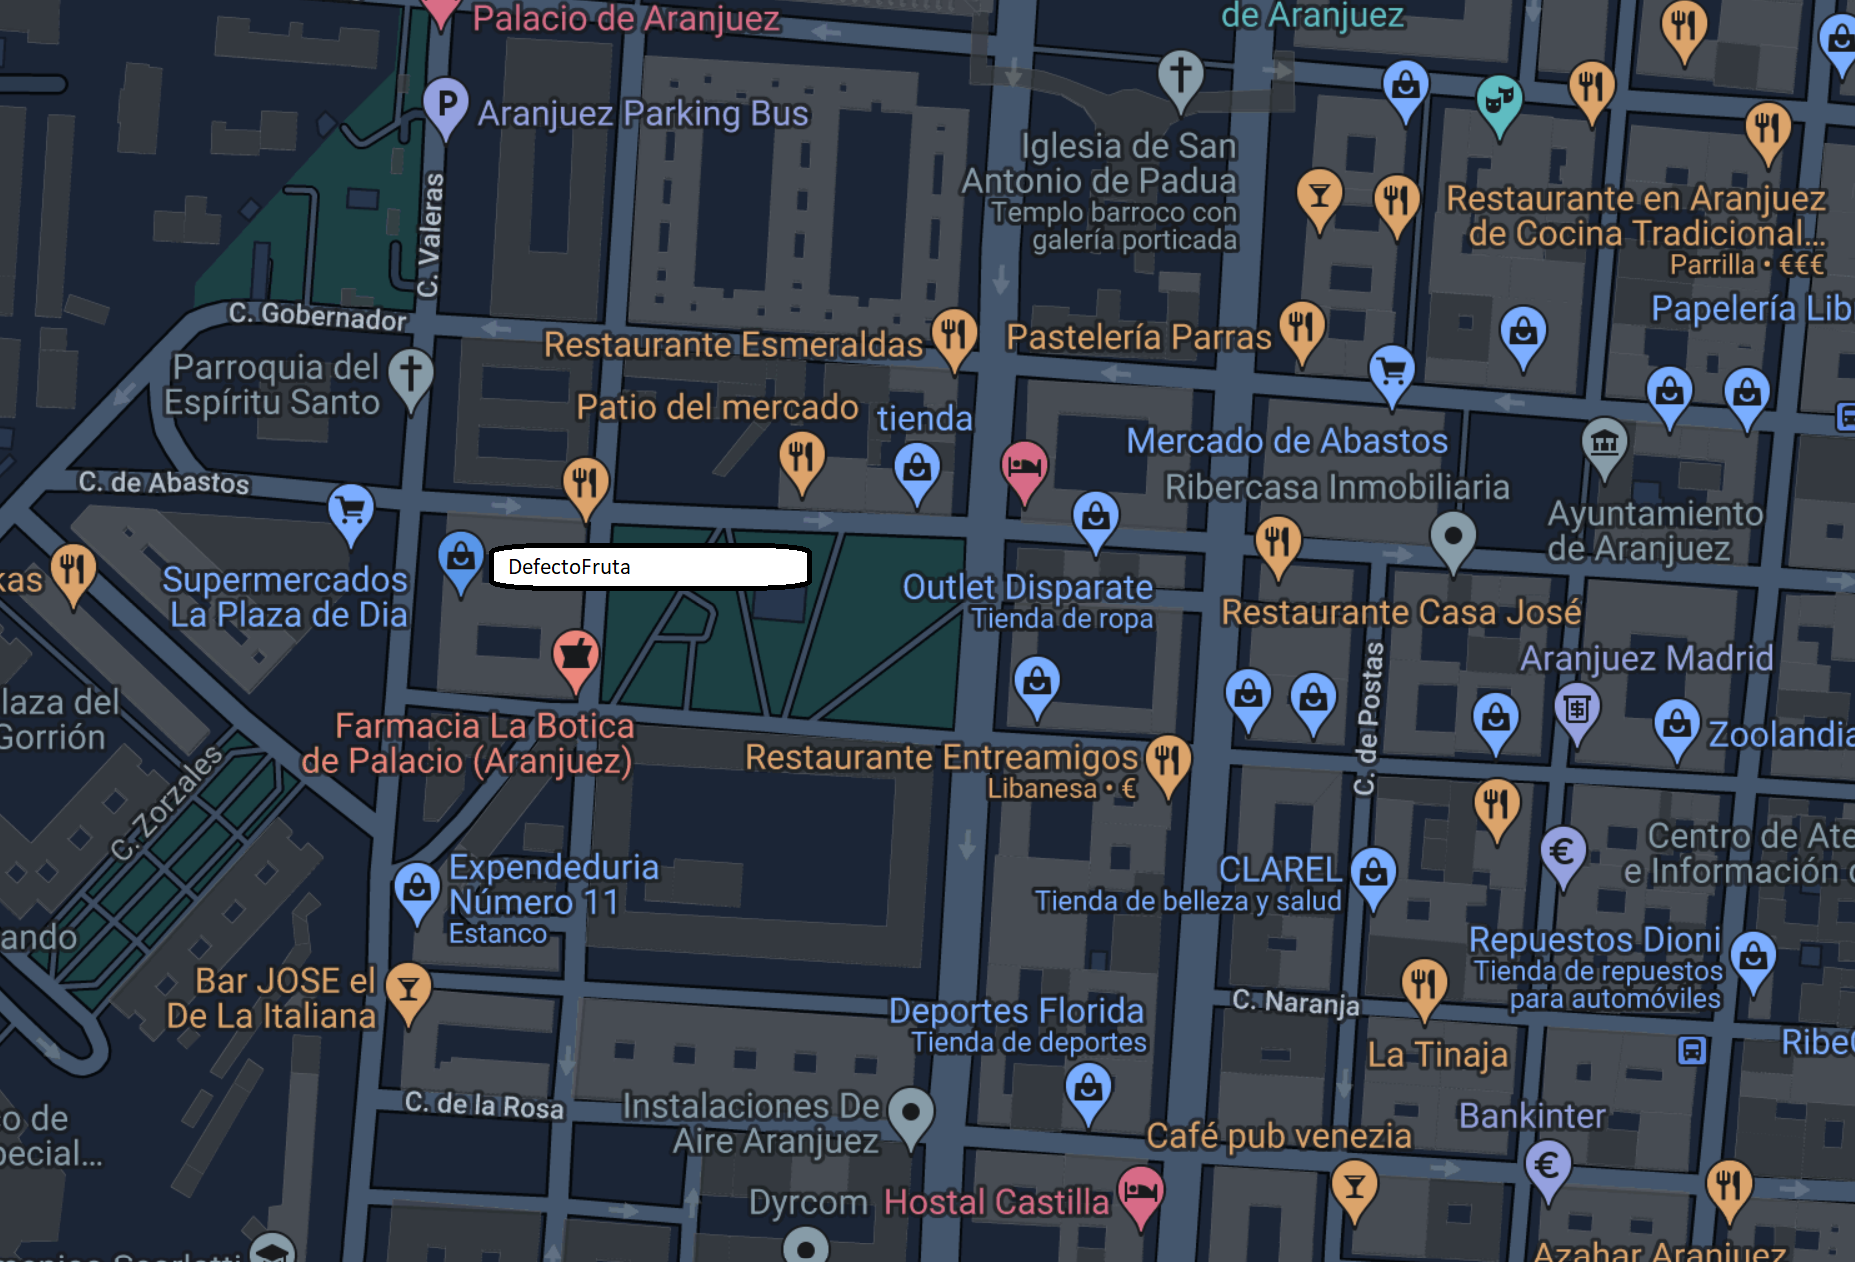 Palacio de Aranjuez
de Aranjuez
P
Aranjuez Parking Bus
Iglesia de San
Antonio de Padua
Templo barroco con
galería porticada
Restaurante en Aranjuez
de Cocina Tradicional...
Parrilla • €€€
C. Valeras
C. Gobernador
Papelería Lib
Restaurante Esmeraldas
Pastelería Parras
Parroquia del
Espíritu Santo
Patio del mercado
tienda
Mercado de Abastos
Ribercasa Inmobiliaria
C. de Abastos
Ayuntamiento
de Aranjuez
DefectoFruta
kas
Supermercados
La Plaza de Dia
Outlet Disparate
Tienda de ropa
Restaurante Casa José
Aranjuez Madrid
C. de Postas
laza del
Gorrión
Farmacia La Botica
de Palacio (Aranjuez)
Zoolandia
Restaurante Entreamigos
Libanesa • €
C. Zorzales
€
Centro de Ate
e Información
Expendeduria
Número 11
Estanco
CLAREL
Tienda de belleza y salud
ando
Repuestos Dioni
Tienda de repuestos
para automóviles
Bar JOSE el
De La Italiana
Deportes Florida
Tienda de deportes
C. Naranja
La Tinaja
Ribe
C. de la Rosa
Instalaciones De
Aire Aranjuez
Bankinter
co de
pecial...
Café pub venezia
€
Dyrcom
Hostal Castilla
Azahar Aranjuez